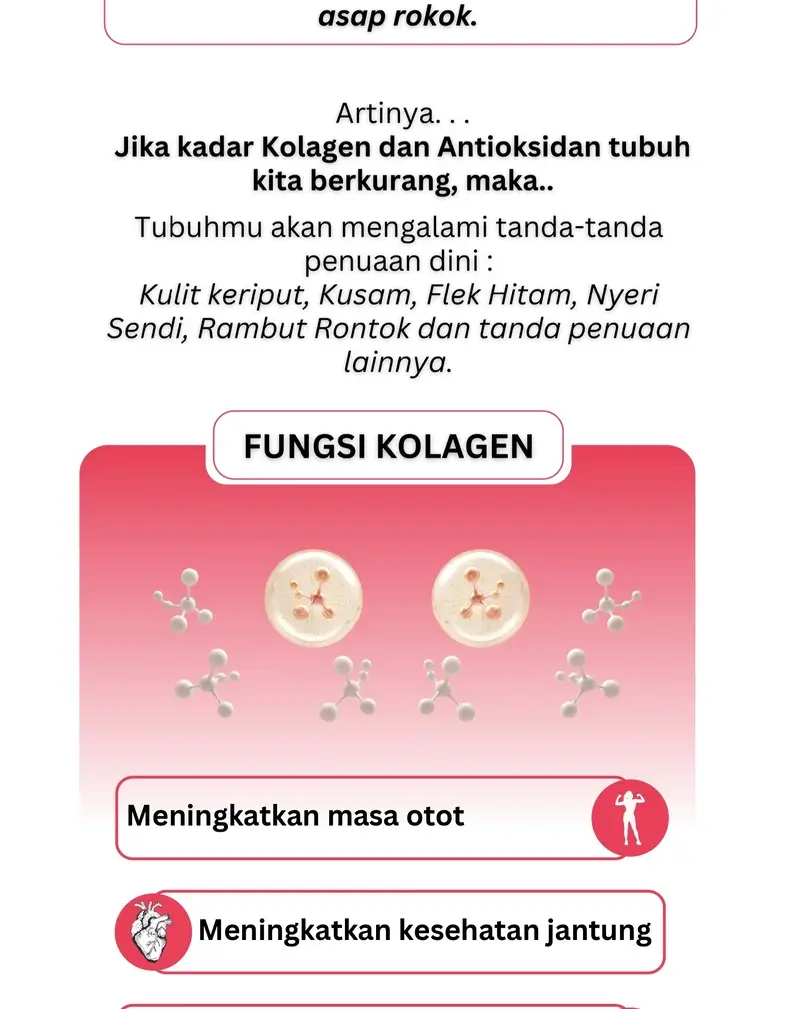 asap rokok.
Artinya. . .
Jika kadar Kolagen dan Antioksidan tubuh
kita berkurang, maka..
Tubuhmu akan mengalami tanda-tanda
penuaan dini :
Kulit keriput, Kusam, Flek Hitam, Nyeri
Sendi, Rambut Rontok dan tanda penuaan
lainnya.
FUNGSI KOLAGEN
Meningkatkan masa otot
Meningkatkan kesehatan jantung